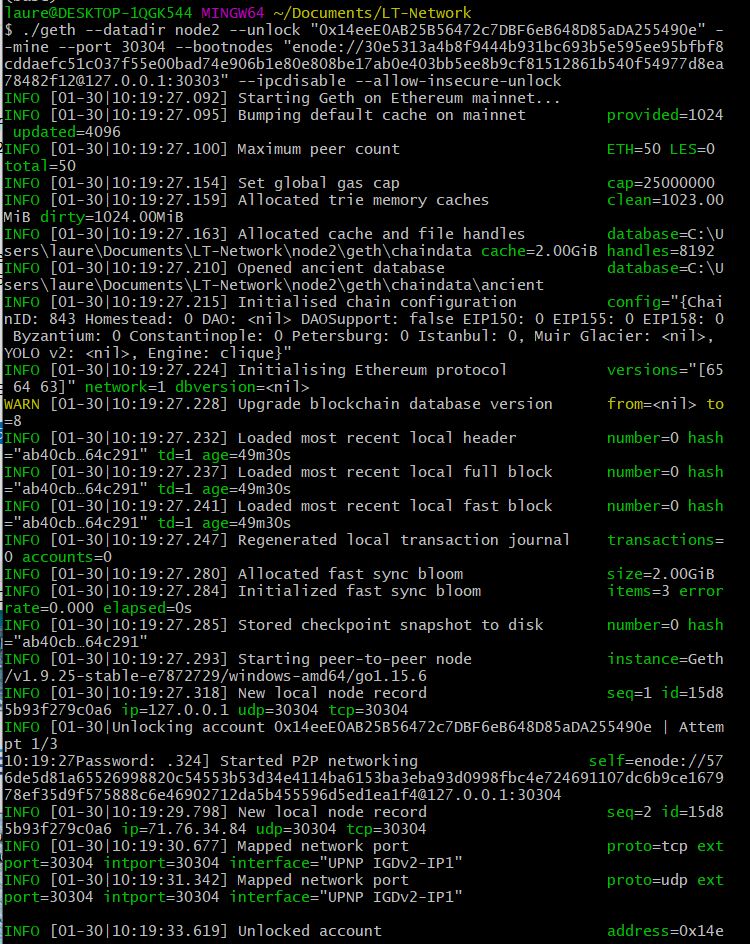 laure@DESKTOP-1QGK544 MINGW64 ~/Documents/LT-Network
$ ./geth --datadir node2 --unlock "0x14eeE0AB25B56472c7DBF6eB648D85aDA255490e" -
-mine --port 30304 --bootnodes "enode://30e5313a4b8f9444b931bc693b5e595ee95bfbf8
cddaefc51c037f55e00bad74e906b1e80e808be17ab0e403bb5ee8b9cf81512861b540f54977d8ea
78482f12@127.0.0.1:30303" --ipcdisable --allow-insecure-unlock
INFO [01-30|10:19:27.092] Starting Geth on Ethereum mainnet...
INFO [01-30|10:19:27.095] Bumping default cache on mainnet         provided=1024
 updated=4096
INFO [01-30|10:19:27.100] Maximum peer count                       ETH=50 LES=0
total=50
INFO [01-30|10:19:27.154] Set global gas cap                       cap=25000000
INFO [01-30|10:19:27.159] Allocated trie memory caches             clean=1023.00
MiB dirty=1024.00MiB
INFO [01-30|10:19:27.163] Allocated cache and file handles         database=C:\U
sers\laure\Documents\LT-Network\node2\geth\chaindata cache=2.00GiB handles=8192
INFO [01-30|10:19:27.210] Opened ancient database                  database=C:\U
sers\laure\Documents\LT-Network\node2\geth\chaindata\ancient
INFO [01-30|10:19:27.215] Initialised chain configuration          config="{Chai
nID: 843 Homestead: 0 DAO: <nil> DAOSupport: false EIP150: 0 EIP155: 0 EIP158: 0
 Byzantium: 0 Constantinople: 0 Petersburg: 0 Istanbul: 0, Muir Glacier: <nil>,
YOLO v2: <nil>, Engine: clique}"
INFO [01-30|10:19:27.224] Initialising Ethereum protocol           versions="[65
 64 63]" network=1 dbversion=<nil>
WARN [01-30|10:19:27.228] Upgrade blockchain database version      from=<nil> to
=8
INFO [01-30|10:19:27.232] Loaded most recent local header          number=0 hash
="ab40cb…64c291" td=1 age=49m30s
INFO [01-30|10:19:27.237] Loaded most recent local full block      number=0 hash
="ab40cb…64c291" td=1 age=49m30s
INFO [01-30|10:19:27.241] Loaded most recent local fast block      number=0 hash
="ab40cb…64c291" td=1 age=49m30s
INFO [01-30|10:19:27.247] Regenerated local transaction journal    transactions=
0 accounts=0
INFO [01-30|10:19:27.280] Allocated fast sync bloom                size=2.00GiB
INFO [01-30|10:19:27.284] Initialized fast sync bloom              items=3 error
rate=0.000 elapsed=0s
INFO [01-30|10:19:27.285] Stored checkpoint snapshot to disk       number=0 hash
="ab40cb…64c291"
INFO [01-30|10:19:27.293] Starting peer-to-peer node               instance=Geth
/v1.9.25-stable-e7872729/windows-amd64/go1.15.6
INFO [01-30|10:19:27.318] New local node record                    seq=1 id=15d8
5b93f279c0a6 ip=127.0.0.1 udp=30304 tcp=30304
INFO [01-30|Unlocking account 0x14eeE0AB25B56472c7DBF6eB648D85aDA255490e | Attem
pt 1/3
10:19:27Password: .324] Started P2P networking                   self=enode://57
6de5d81a65526998820c54553b53d34e4114ba6153ba3eba93d0998fbc4e724691107dc6b9ce1679
78ef35d9f575888c6e46902712da5b455596d5ed1ea1f4@127.0.0.1:30304
INFO [01-30|10:19:29.798] New local node record                    seq=2 id=15d8
5b93f279c0a6 ip=71.76.34.84 udp=30304 tcp=30304
INFO [01-30|10:19:30.677] Mapped network port                      proto=tcp ext
port=30304 intport=30304 interface="UPNP IGDv2-IP1"
INFO [01-30|10:19:31.342] Mapped network port                      proto=udp ext
port=30304 intport=30304 interface="UPNP IGDv2-IP1"
INFO [01-30|10:19:33.619] Unlocked account                         address=0x14e